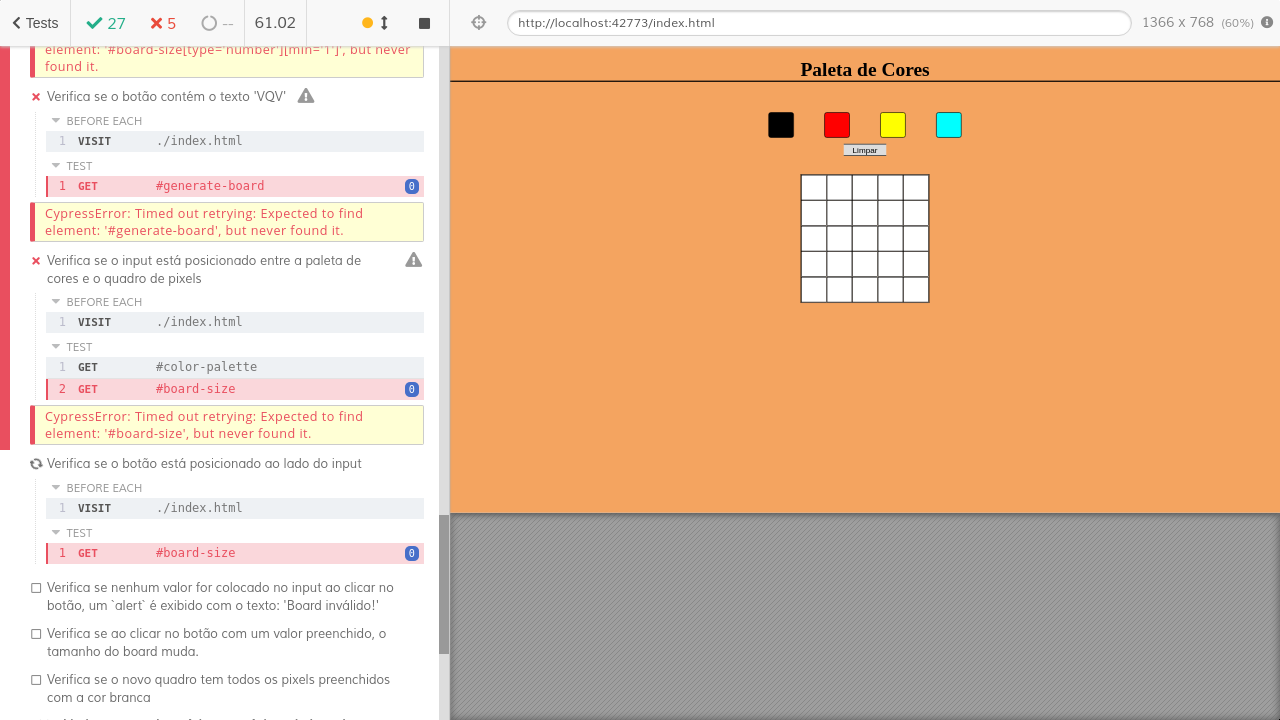 Tests
27
5
--
61.02
http://localhost:42773/index.html
1366 x 768 (60%)
element: '#board-size[type='number'][min='1']', but never
found it.
Verifica se o botão contém o texto 'VQV'
BEFORE EACH
1 VISIT ./index.html
TEST
1 GET #generate-board 0
CypressError: Timed out retrying: Expected to find
element: '#generate-board', but never found it.
Verifica se o input está posicionado entre a paleta de
cores e o quadro de pixels
BEFORE EACH
1 VISIT ./index.html
TEST
1 GET #color-palette
2 GET #board-size 0
CypressError: Timed out retrying: Expected to find
element: '#board-size', but never found it.
Verifica se o botão está posicionado ao lado do input
BEFORE EACH
1 VISIT ./index.html
TEST
1 GET #board-size 0
Verifica se nenhum valor for colocado no input ao clicar no
botão, um `alert` é exibido com o texto: 'Board inválido!'
Verifica se ao clicar no botão com um valor preenchido, o
tamanho do board muda.
Verifica se o novo quadro tem todos os pixels preenchidos
com a cor branca
Paleta de Cores
Limpar